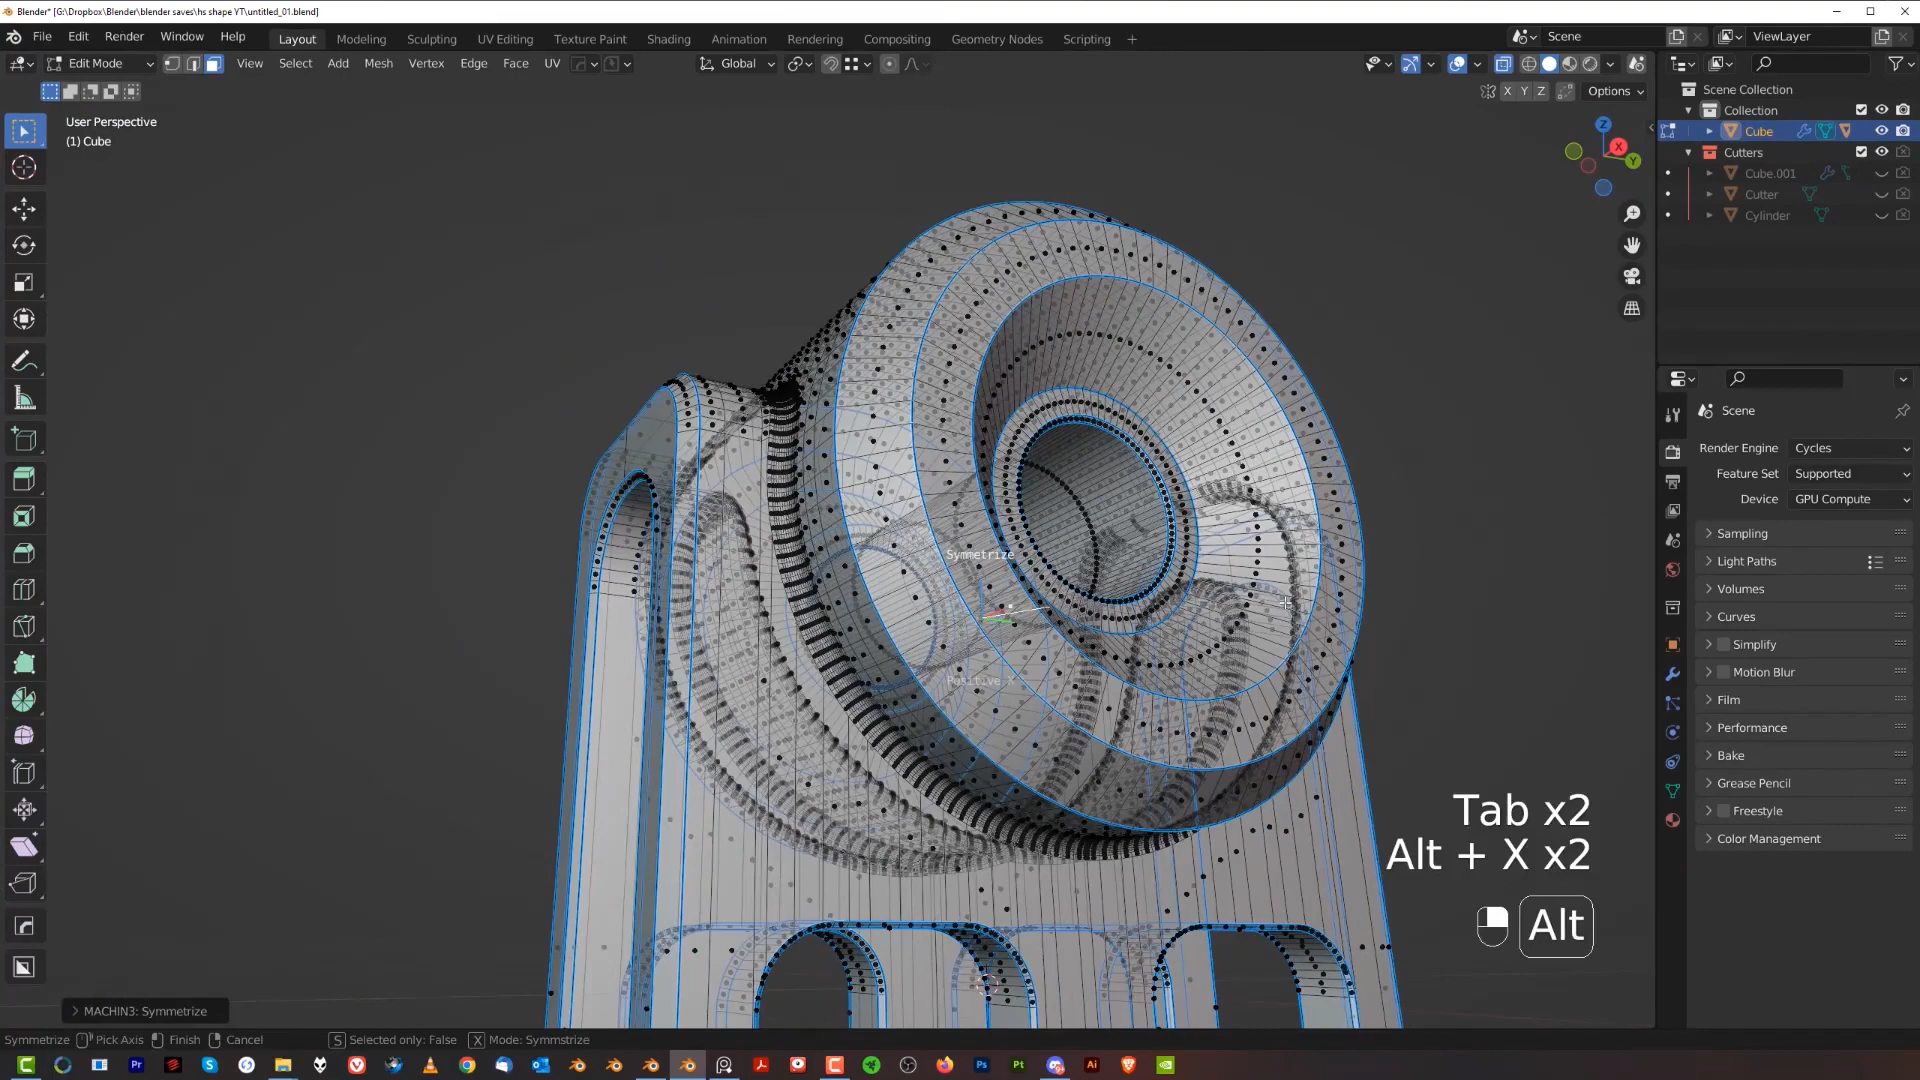 Blender* [G:\Dropbox\Blender\blender saves\hs shape YT\untitled_01.blend]
File Edit Render Window Help Layout Modeling Sculpting UV Editing Texture Paint Shading Animation Rendering Compositing Geometry Nodes Scripting + Scene ViewLayer
Edit Mode View Select Add Mesh Vertex Edge Face UV Global
X Y Z Options
User Perspective
(1) Cube
Z
X
Y
Scene Collection
Collection
Cube
Cutters
Cube.001
Cutter
Cylinder
Scene
Render Engine Cycles
Feature Set Supported
Device GPU Compute
Sampling
Light Paths
Volumes
Curves
Simplify
Motion Blur
Film
Performance
Bake
Grease Pencil
Freestyle
Color Management
Symmetrize
Positive X
Tab x2
Alt + X x2
Alt
MACHIN3: Symmetrize
Symmetrize Pick Axis Finish Cancel S Selected only: False X Mode: Symmstrize